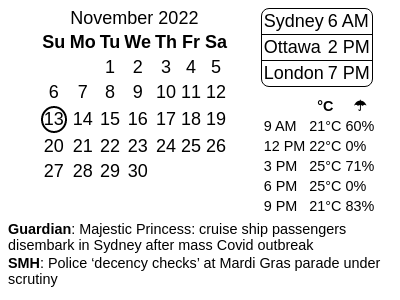 November 2022
Su Mo Tu We Th Fr Sa
1 2 3 4 5
6 7 8 9 10 11 12
13 14 15 16 17 18 19
20 21 22 23 24 25 26
27 28 29 30
Sydney 6 AM
Ottawa 2 PM
London 7 PM
°C ☂
9 AM 21°C 60%
12 PM 22°C 0%
3 PM 25°C 71%
6 PM 25°C 0%
9 PM 21°C 83%
Guardian: Majestic Princess: cruise ship passengers
disembark in Sydney after mass Covid outbreak
SMH: Police ‘decency checks’ at Mardi Gras parade under
scrutiny